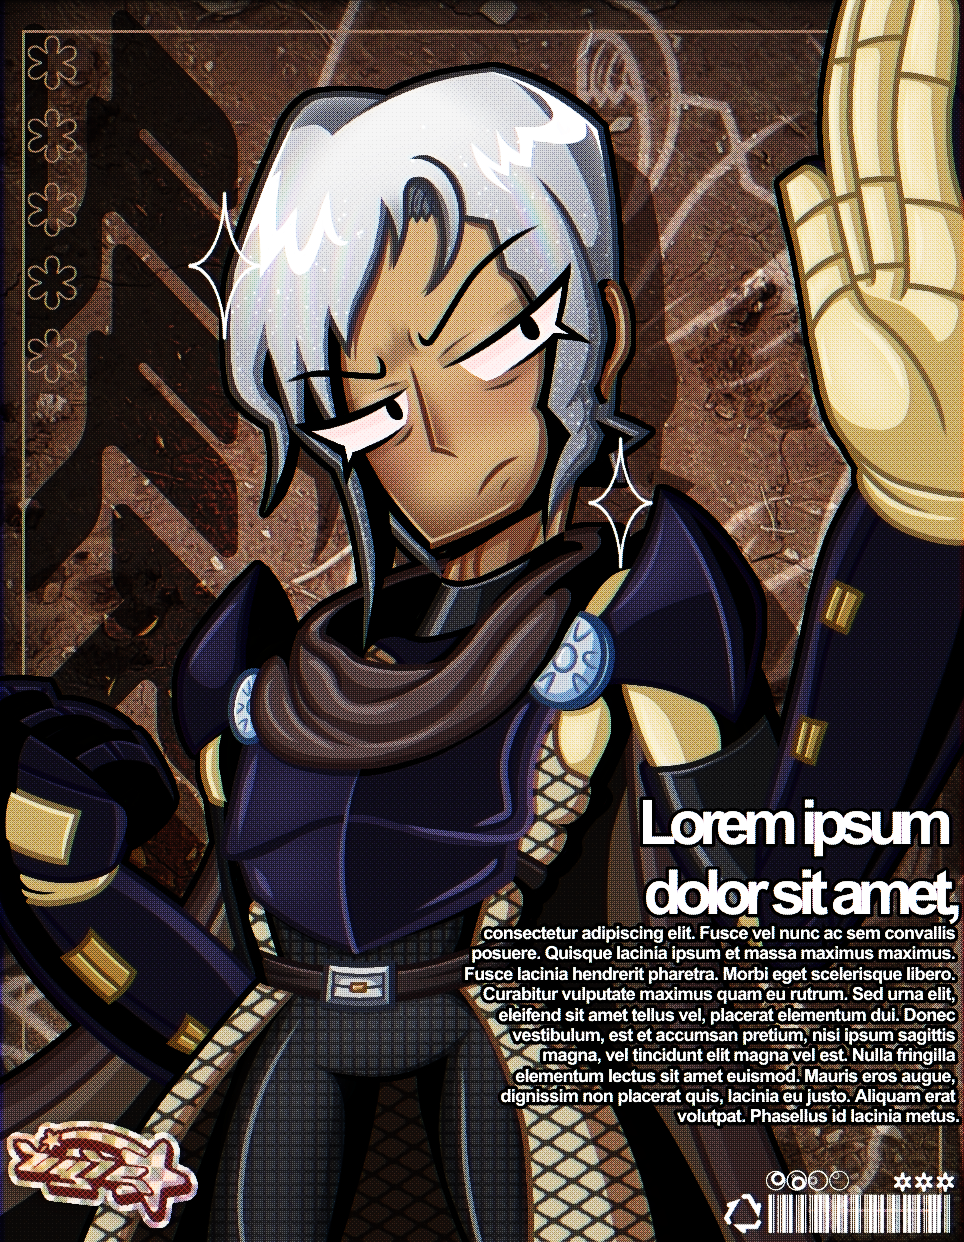 Lorem ipsum
dolor sit amet,
consectetur adipiscing elit. Fusce vel nunc ac sem convallis
posuere. Quisque lacinia ipsum et massa maximus maximus.
Fusce lacinia hendrerit pharetra. Morbi eget scelerisque libero.
Curabitur vulputate maximus quam eu rutrum. Sed urna elit,
eleifend sit amet tellus vel, placerat elementum dui. Donec
vestibulum, est et accumsan pretium, nisi ipsum sagittis
magna, vel tincidunt elit magna vel est. Nulla fringilla
elementum lectus sit amet euismod. Mauris eros augue,
dignissim non placerat quis, lacinia eu justo. Aliquam erat
volutpat. Phasellus id lacinia metus.